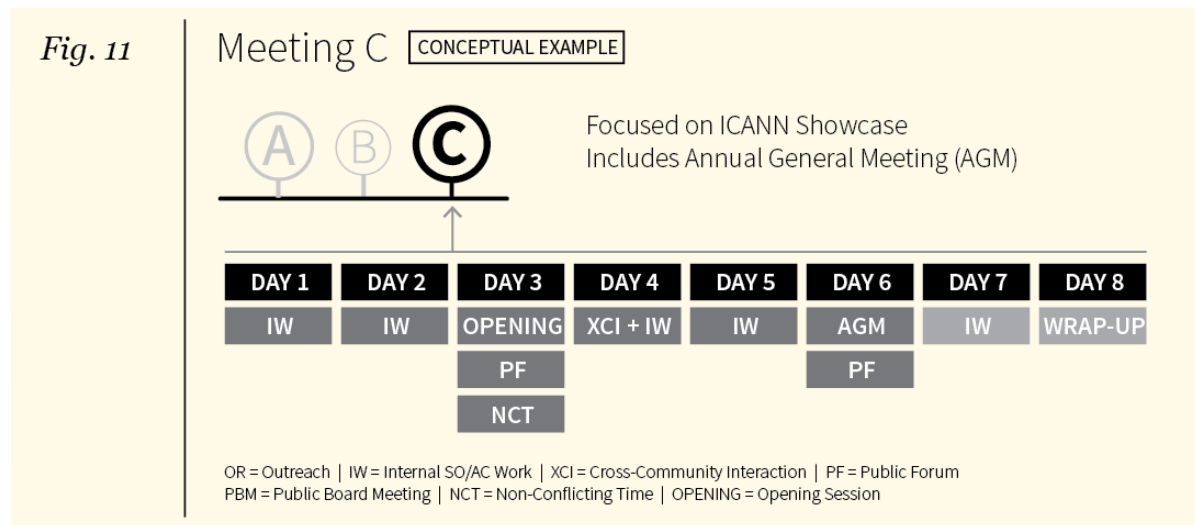 Fig. 11
Meeting C CONCEPTUAL EXAMPLE
A B C
Focused on ICANN Showcase
Includes Annual General Meeting (AGM)
DAY 1 DAY 2 DAY 3 DAY 4 DAY 5 DAY 6 DAY 7 DAY 8
IW IW OPENING XCI + IW IW AGM IW WRAP-UP
PF PF
NCT
OR = Outreach | IW = Internal SO/AC Work | XCI = Cross-Community Interaction | PF = Public Forum
PBM = Public Board Meeting | NCT = Non-Conflicting Time | OPENING = Opening Session